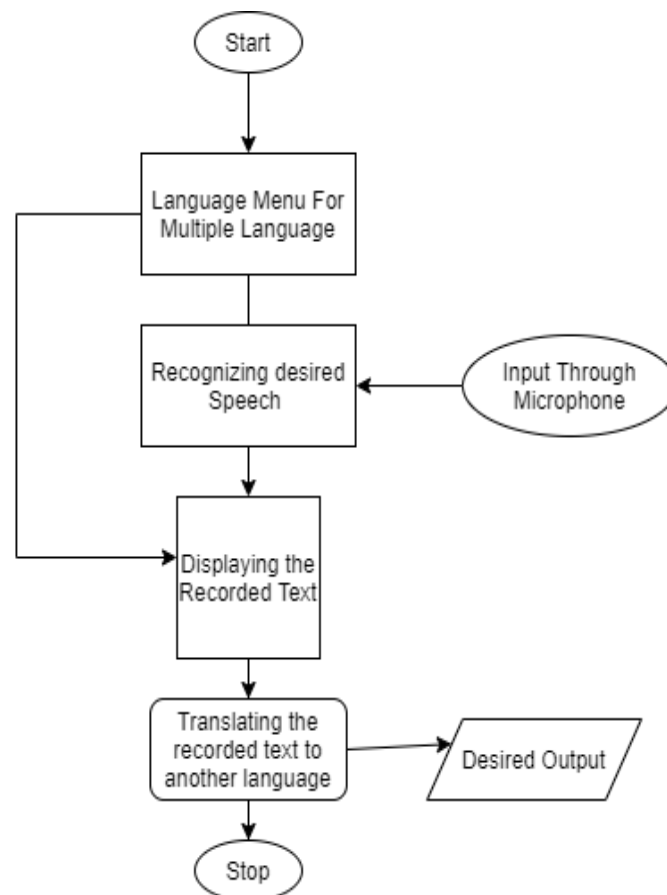 Start
Language Menu For
Multiple Language
Recognizing desired
Speech
Input Through
Microphone
Displaying the
Recorded Text
Translating the
recorded text to
another language
Desired Output
Stop